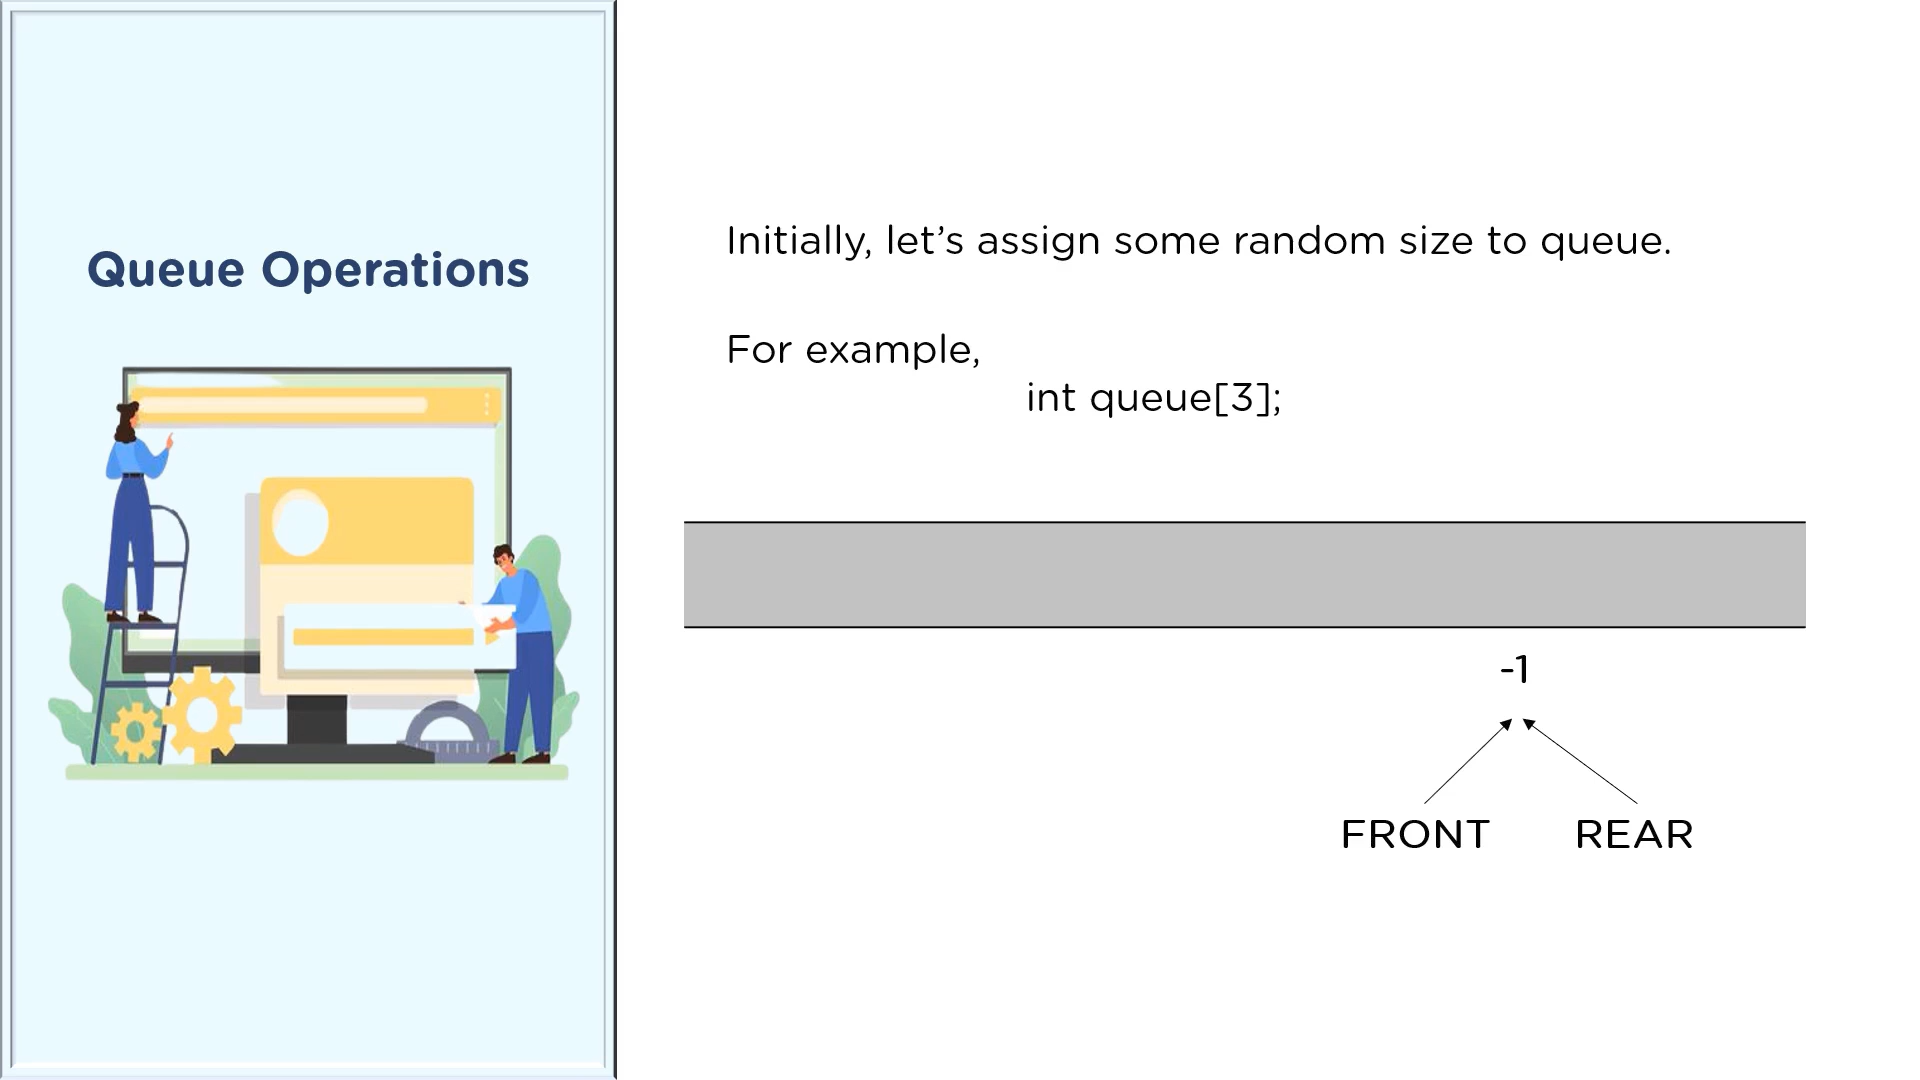 Queue Operations
Initially, let’s assign some random size to queue.
For example,
int queue[3];
-1
FRONT
REAR